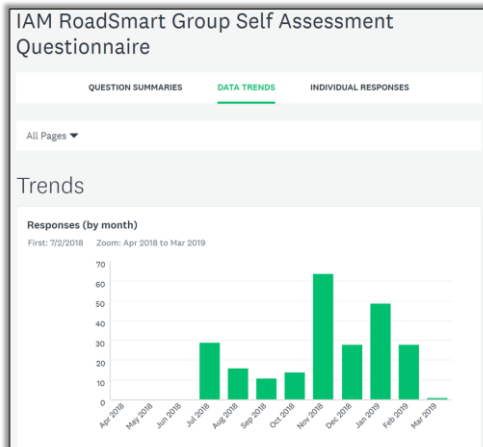 IAM RoadSmart Group Self Assessment
Questionnaire
QUESTION SUMMARIES DATA TRENDS INDIVIDUAL RESPONSES
All Pages
Trends
Responses (by month)
First: 7/2/2018 Zoom: Apr 2018 to Mar 2019
70
60
50
40
30
20
10
0
Apr 2018 May 2018 Jun 2018 Jul 2018 Aug 2018 Sep 2018 Oct 2018 Nov 2018 Dec 2018 Jan 2019 Feb 2019 Mar 2019